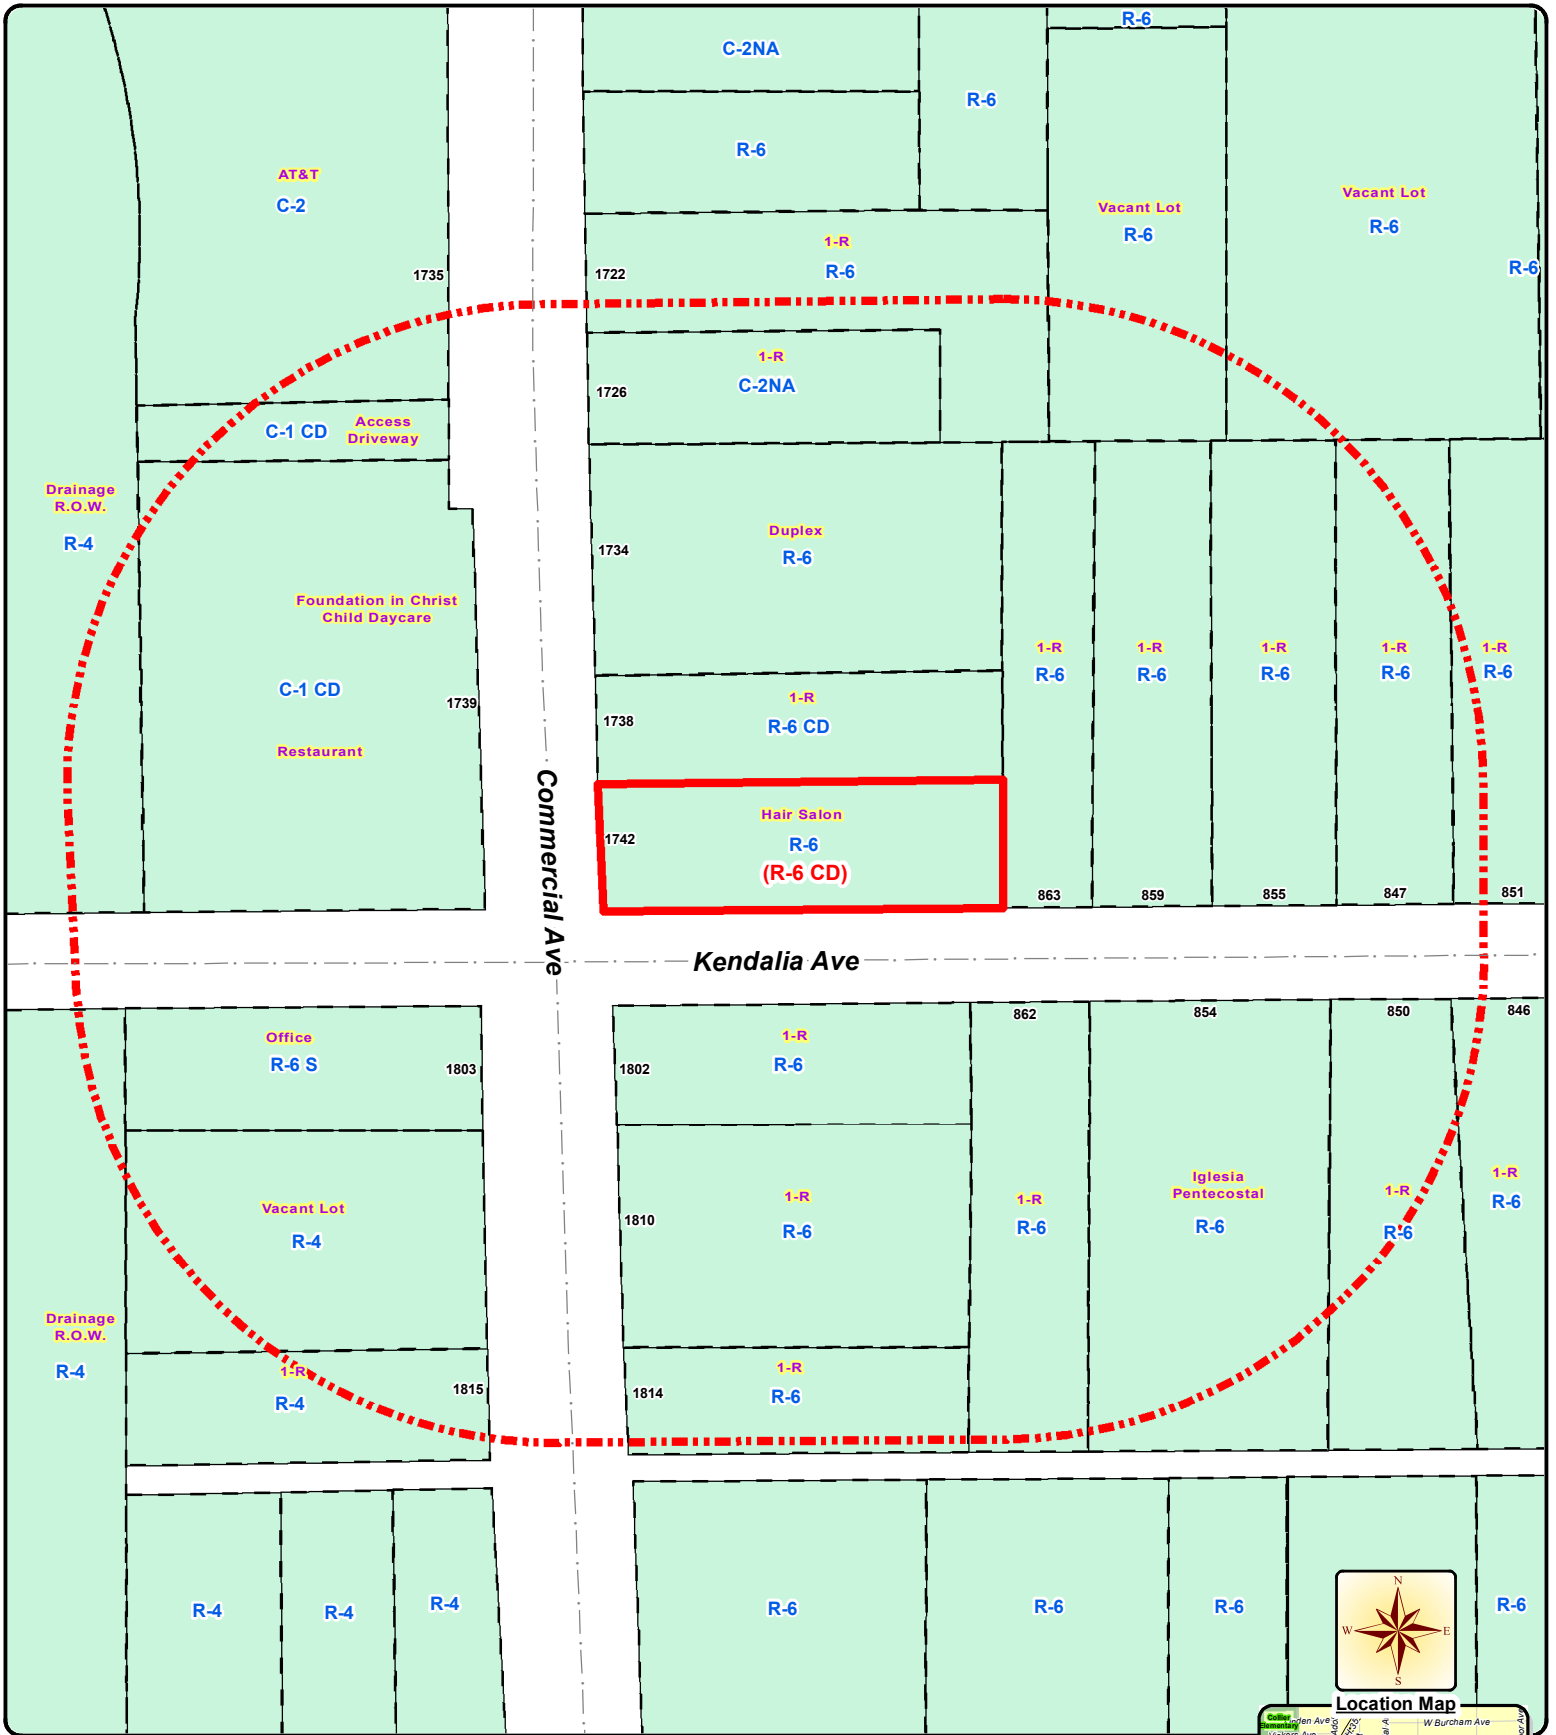 R-6
C-2NA
R-6
R-6
AT&T
C-2
1735
1722
1-R
R-6
Vacant Lot
R-6
Vacant Lot
R-6
R-6
1726
1-R
C-2NA
C-1 CD
Access
Driveway
Drainage
R.O.W.
R-4
1734
Duplex
R-6
Foundation in Christ
Child Daycare
C-1 CD
1739
Restaurant
1738
1-R
R-6 CD
1-R
R-6
1-R
R-6
1-R
R-6
1-R
R-6
1-R
R-6
1742
Hair Salon
R-6
(R-6 CD)
863
859
855
847
851
Commercial Ave
Kendalia Ave
Office
R-6 S
1803
1802
1-R
R-6
862
854
850
846
Vacant Lot
R-4
1810
1-R
R-6
1-R
R-6
Iglesia
Pentecostal
R-6
1-R
R-6
1-R
R-6
Drainage
R.O.W.
R-4
1-R
R-4
1815
1814
1-R
R-6
R-4
R-4
R-4
R-6
R-6
R-6
R-6
N
W
E
S
Location Map
Collier
Elementary
W Burcham Ave